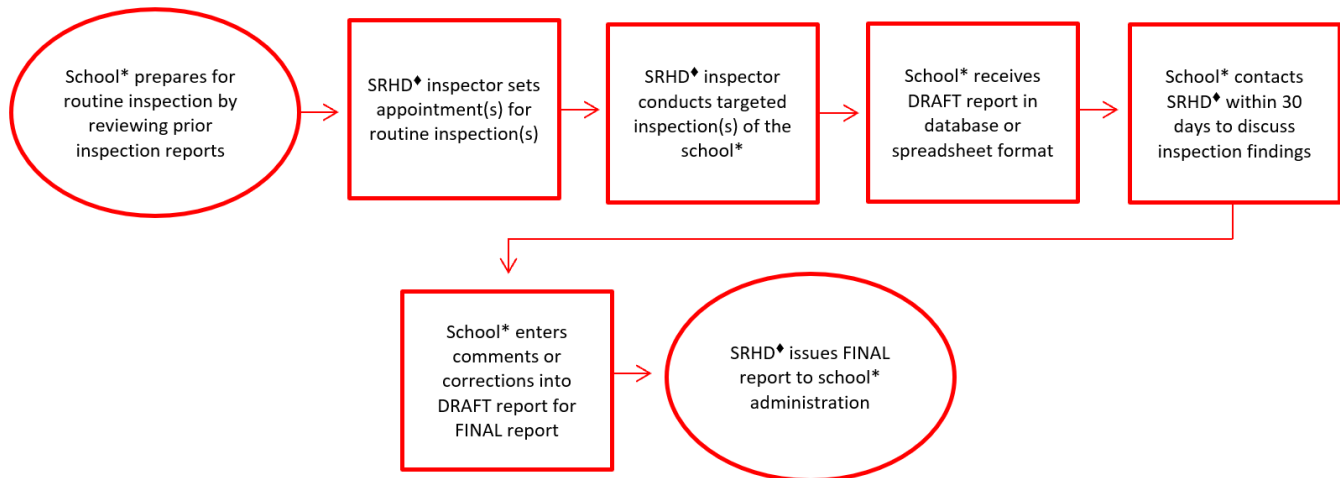 School* prepares for
routine inspection by
reviewing prior
inspection reports
SRHD♦ inspector sets
appointment(s) for
routine inspection(s)
SRHD♦ inspector
conducts targeted
inspection(s) of the
school*
School* receives
DRAFT report in
database or
spreadsheet format
School* contacts
SRHD♦ within 30
days to discuss
inspection findings
School* enters
comments or
corrections into
DRAFT report for
FINAL report
SRHD♦ issues FINAL
report to school*
administration